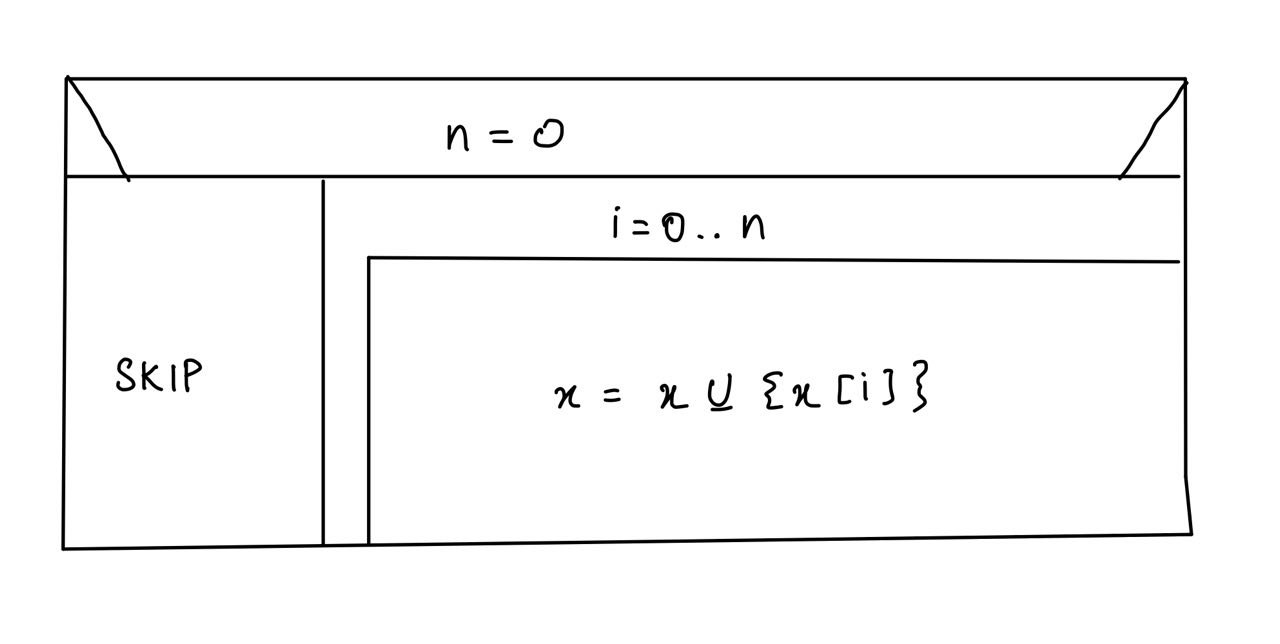 n = 0
i = 0 .. n
SKIP
x = x ⊍ {x [i]}